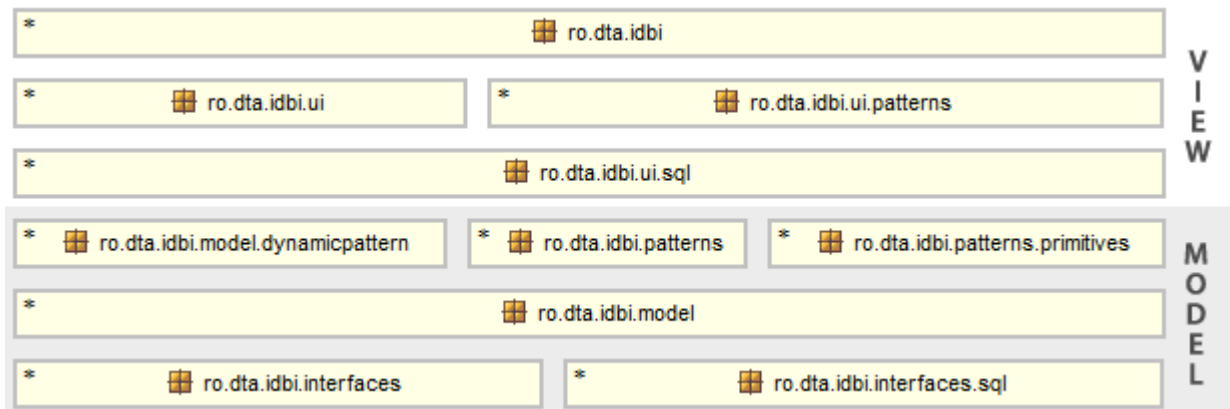 * ro.dta.idbi
* ro.dta.idbi.ui
* ro.dta.idbi.ui.patterns
* ro.dta.idbi.ui.sql
VIEW
* ro.dta.idbi.model.dynamicpattern
* ro.dta.idbi.patterns
* ro.dta.idbi.patterns.primitives
* ro.dta.idbi.model
* ro.dta.idbi.interfaces
* ro.dta.idbi.interfaces.sql
MODEL